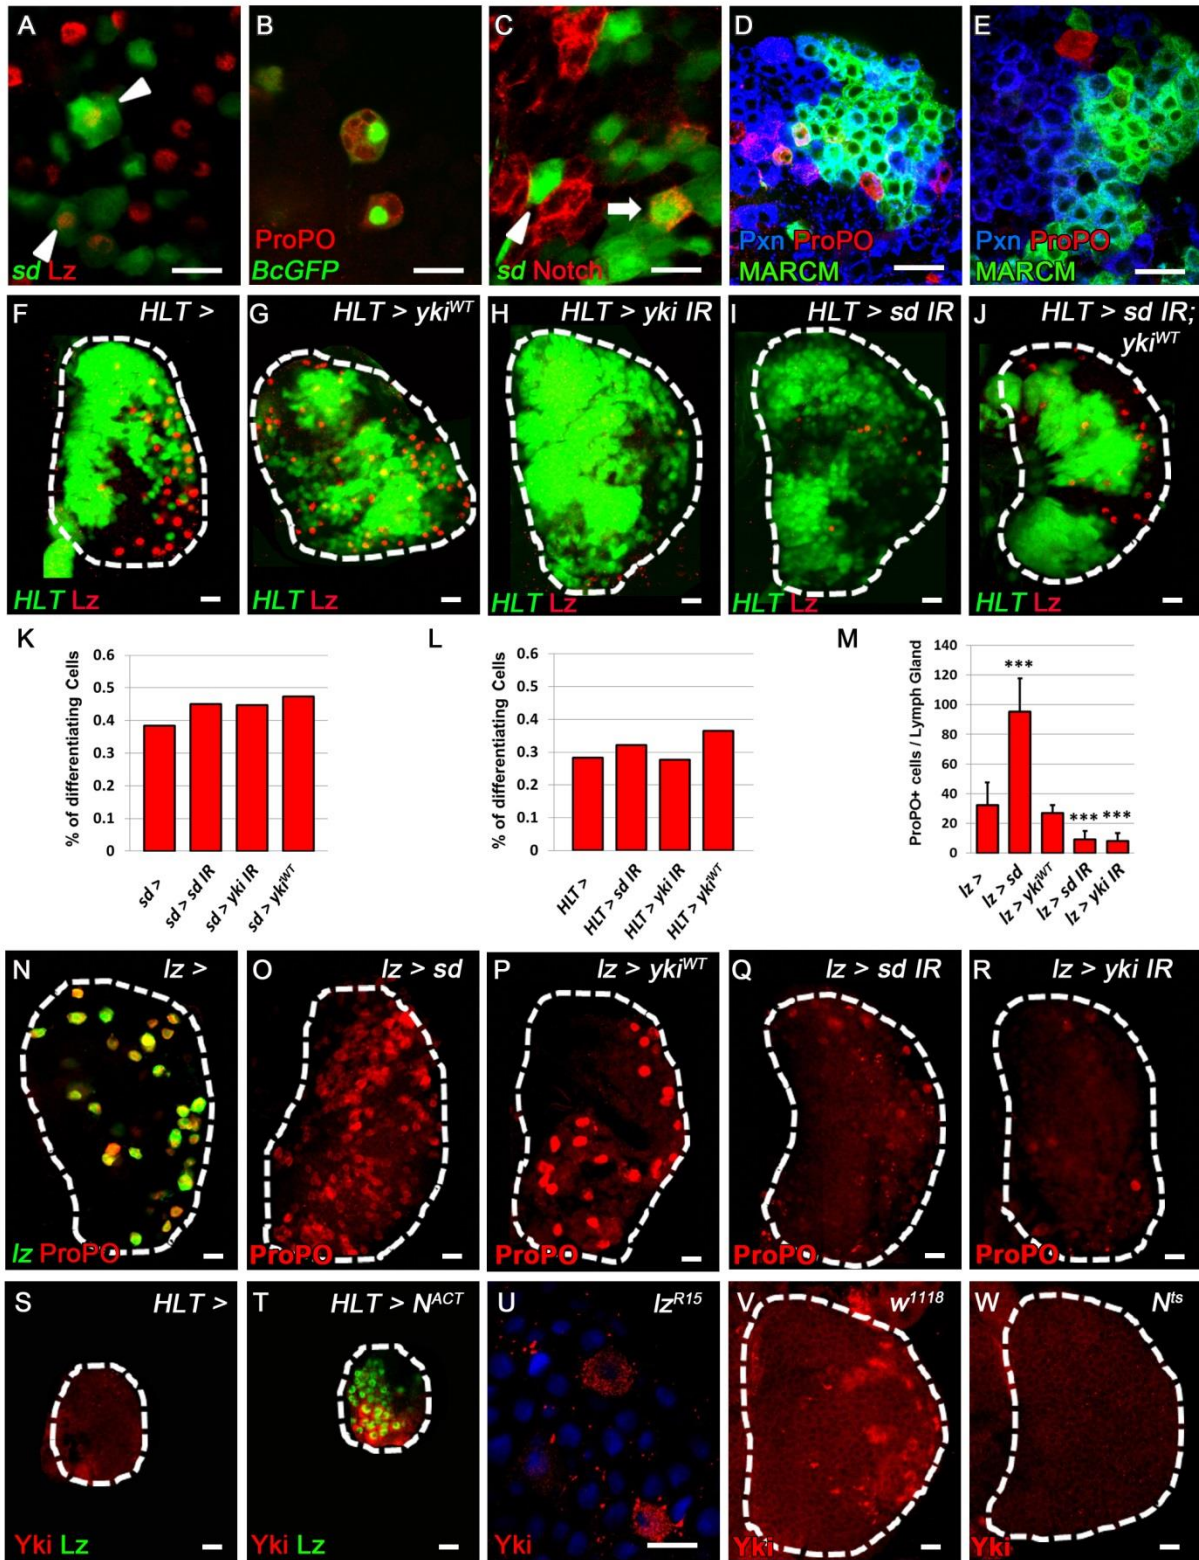 A
sd Lz
B
ProPO
BcGFP
C
sd Notch
D
Pxn ProPO
MARCM
E
Pxn ProPO
MARCM
F
HLT >
HLT Lz
G
HLT > yki^WT
HLT Lz
H
HLT > yki IR
HLT Lz
I
HLT > sd IR
HLT Lz
J
HLT > sd IR;
yki^WT
HLT Lz
K
% of differentiating Cells
0.6
0.5
0.4
0.3
0.2
0.1
0
sd >
sd > sd IR
sd > yki IR
sd > yki^WT
L
% of differentiating Cells
0.6
0.5
0.4
0.3
0.2
0.1
0
HLT >
HLT > sd IR
HLT > yki IR
HLT > yki^WT
M
ProPO+ cells / Lymph Gland
140
120
100
80
60
40
20
0
***
***
***
lz >
lz > sd
lz > yki^WT
lz > sd IR
lz > yki IR
N
lz >
lz ProPO
O
lz > sd
ProPO
P
lz > yki^WT
ProPO
Q
lz > sd IR
ProPO
R
lz > yki IR
ProPO
S
HLT >
Yki Lz
T
HLT > N^ACT
Yki Lz
U
lz^R15
Yki
V
w^1118
Yki
W
N^ts
Yki